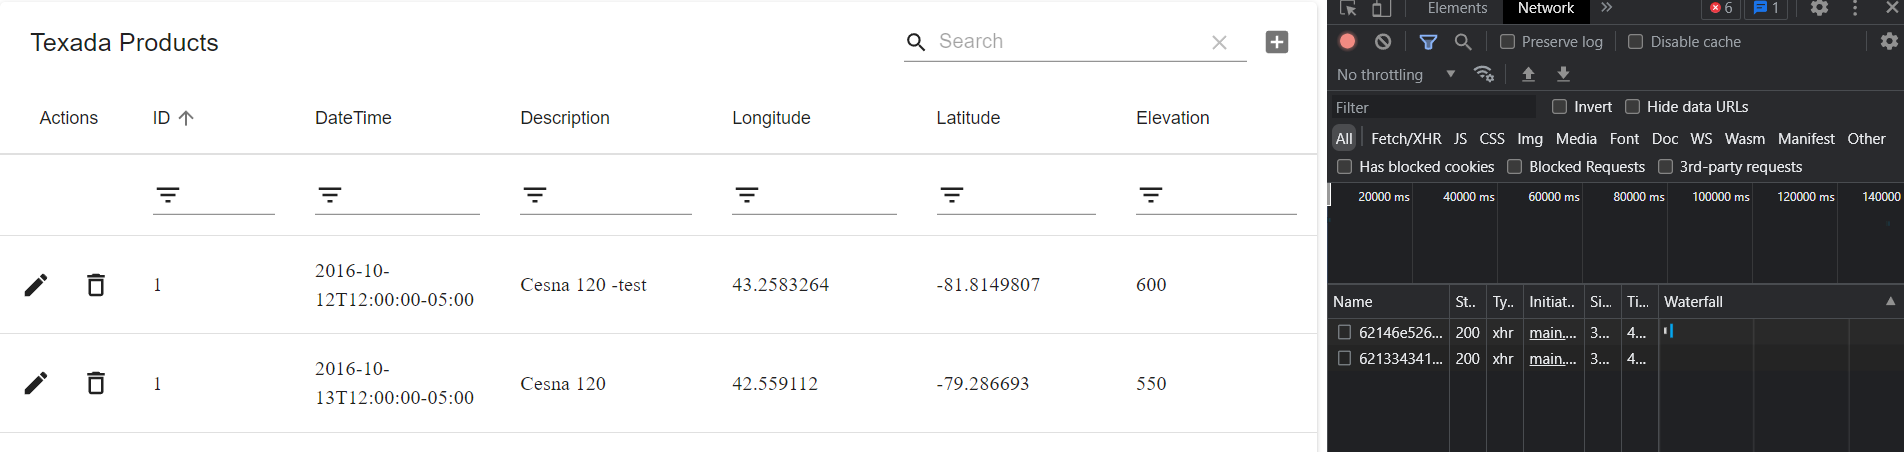 Texada Products
Search
Actions ID DateTime Description Longitude Latitude Elevation
1 2016-10-12T12:00:00-05:00 Cesna 120 -test 43.2583264 -81.8149807 600
1 2016-10-13T12:00:00-05:00 Cesna 120 42.559112 -79.286693 550
Elements Network 6 1
Preserve log Disable cache
No throttling
Filter Invert Hide data URLs
All Fetch/XHR JS CSS Img Media Font Doc WS Wasm Manifest Other
Has blocked cookies Blocked Requests 3rd-party requests
20000 ms 40000 ms 60000 ms 80000 ms 100000 ms 120000 ms 140000
Name St... Ty... Initiat... Si... Ti... Waterfall
62146e526... 200 xhr main.... 3... 4...
621334341... 200 xhr main.... 3... 4...